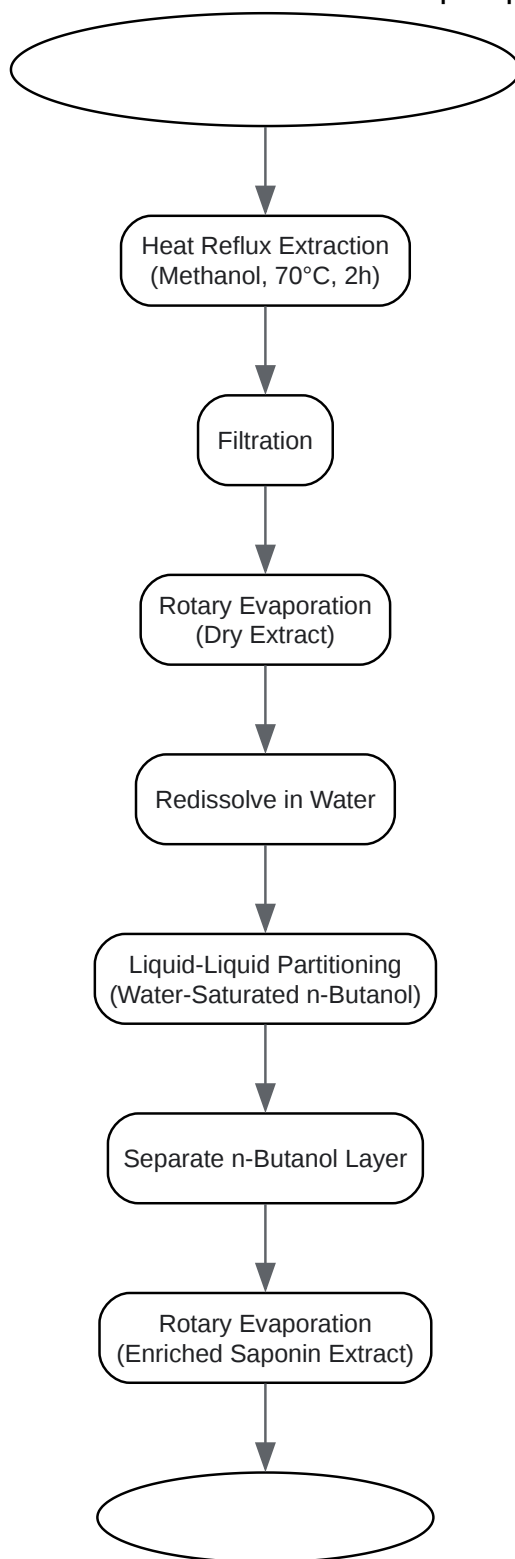 Heat Reflux Extraction
(Methanol, 70°C, 2h)
Filtration
Rotary Evaporation
(Dry Extract)
Redissolve in Water
Liquid-Liquid Partitioning
(Water-Saturated n-Butanol)
Separate n-Butanol Layer
Rotary Evaporation
(Enriched Saponin Extract)